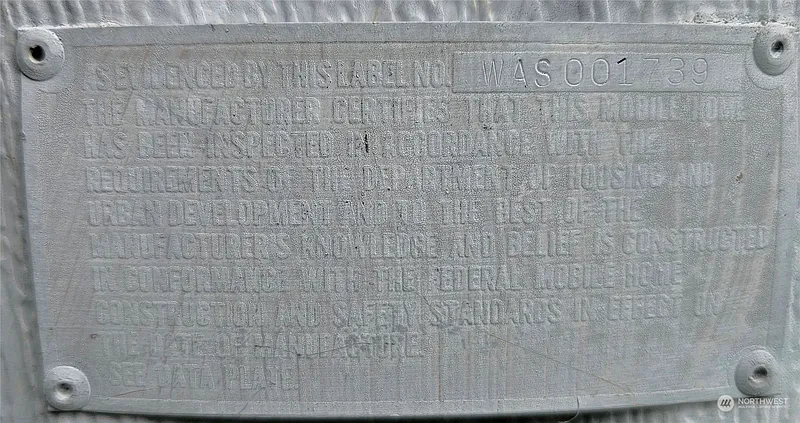 AS EVIDENCED BY THIS LABEL NO. WAS001739
THE MANUFACTURER CERTIFIES THAT THIS MOBILE HOME
HAS BEEN INSPECTED IN ACCORDANCE WITH THE
REQUIREMENTS OF THE DEPARTMENT OF HOUSING AND
URBAN DEVELOPMENT AND TO THE BEST OF THE
MANUFACTURER'S KNOWLEDGE AND BELIEF IS CONSTRUCTED
IN CONFORMANCE WITH THE FEDERAL MOBILE HOME
CONSTRUCTION AND SAFETY STANDARDS IN EFFECT ON
THE DATE OF MANUFACTURE.
SEE DATA PLATE.
NORTHWEST